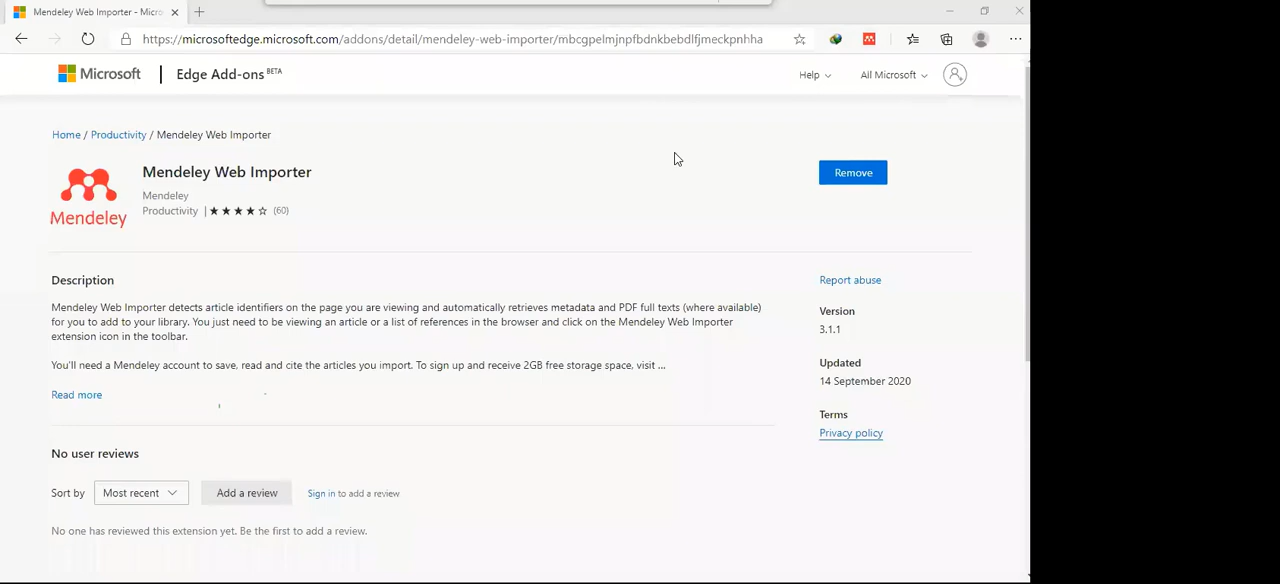 Mendeley Web Importer - Micro
https://microsoftedge.microsoft.com/addons/detail/mendeley-web-importer/mbcgpelmjnpfbdnkbebdlfjmeckpnhha
Microsoft | Edge Add-ons BETA
Help
All Microsoft
Home / Productivity / Mendeley Web Importer
Mendeley
Mendeley Web Importer
Mendeley
Productivity | ★★★★☆ (60)
Remove
Description
Mendeley Web Importer detects article identifiers on the page you are viewing and automatically retrieves metadata and PDF full texts (where available)
for you to add to your library. You just need to be viewing an article or a list of references in the browser and click on the Mendeley Web Importer
extension icon in the toolbar.
You'll need a Mendeley account to save, read and cite the articles you import. To sign up and receive 2GB free storage space, visit ...
Read more
Report abuse
Version
3.1.1
Updated
14 September 2020
Terms
Privacy policy
No user reviews
Sort by Most recent Add a review Sign in to add a review
No one has reviewed this extension yet. Be the first to add a review.